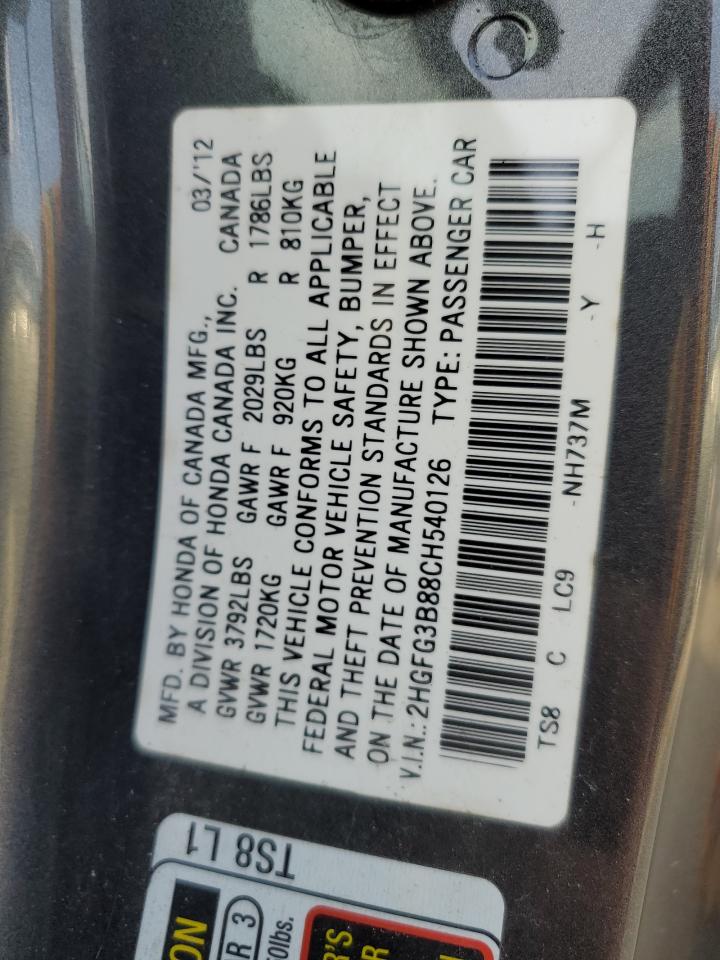 MFD. BY HONDA OF CANADA MFG., 03/'12
A DIVISION OF HONDA CANADA INC. CANADA
GVWR 3792LBS GAWR F 2029LBS R 1786LBS
GVWR 1720KG GAWR F 920KG R 810KG
THIS VEHICLE CONFORMS TO ALL APPLICABLE
FEDERAL MOTOR VEHICLE SAFETY, BUMPER,
AND THEFT PREVENTION STANDARDS IN EFFECT
ON THE DATE OF MANUFACTURE SHOWN ABOVE.
V.I.N.: 2HGFG3B88CH540126 TYPE: PASSENGER CAR
TS8 C LC9 -NH737M -Y -H
TS8 L1
ON
R 3
0lbs.
R'S
R